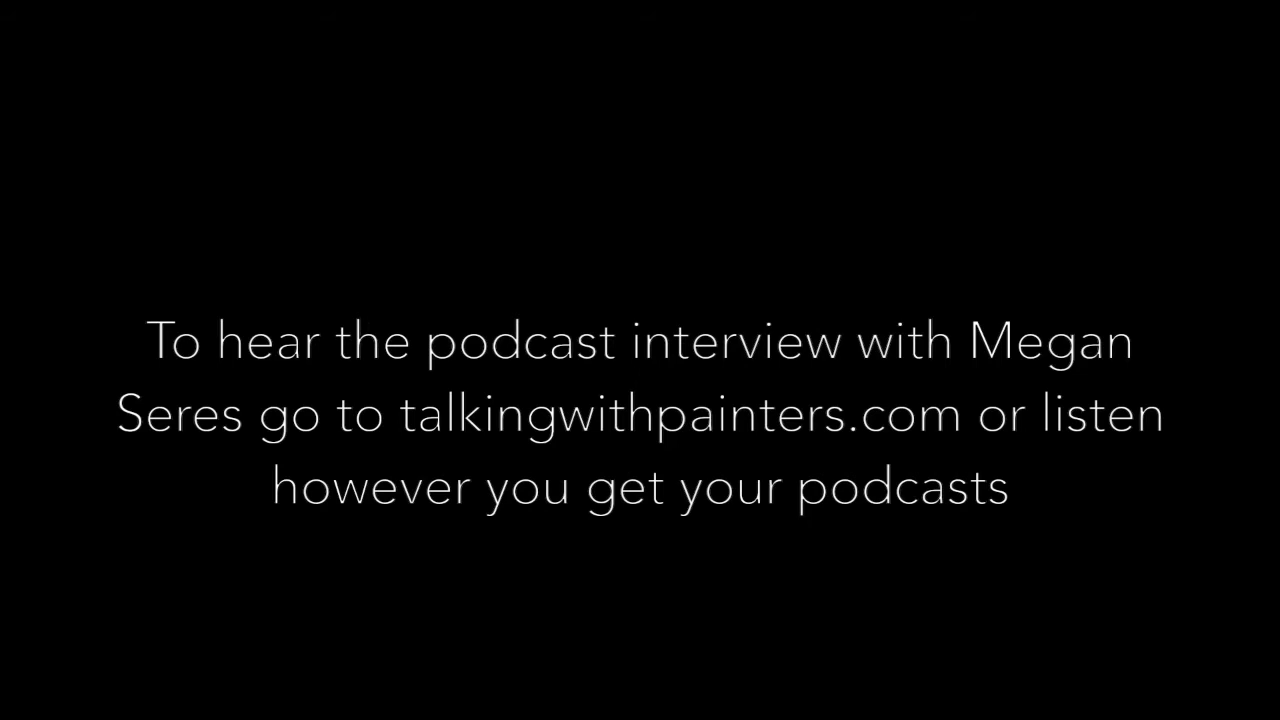 To hear the podcast interview with Megan
Seres go to talkingwithpainters.com or listen
however you get your podcasts